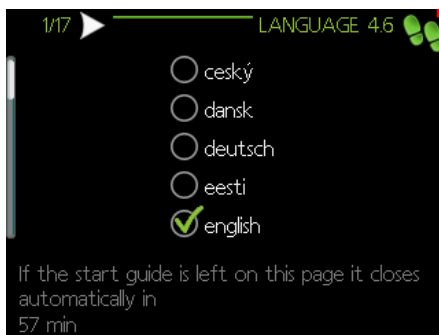 1/17 LANGUAGE 4.6
ceský
dansk
deutsch
eesti
english
If the start guide is left on this page it closes
automatically in
57 min